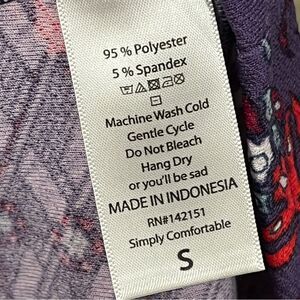 95 % Polyester
5 % Spandex
Machine Wash Cold
Gentle Cycle
Do Not Bleach
Hang Dry
or you'll be sad
MADE IN INDONESIA
RN#142151
Simply Comfortable
S